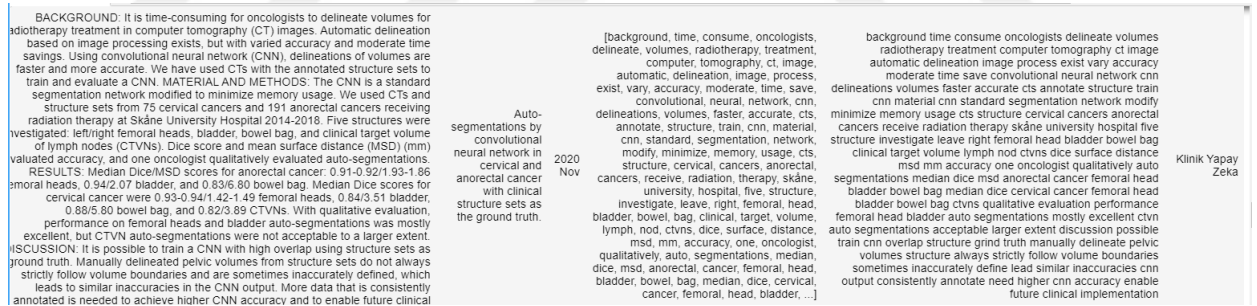 BACKGROUND: It is time-consuming for oncologists to delineate volumes for
adiotherapy treatment in computer tomography (CT) images. Automatic delineation
based on image processing exists, but with varied accuracy and moderate time
savings. Using convolutional neural network (CNN), delineations of volumes are
faster and more accurate. We have used CTs with the annotated structure sets to
train and evaluate a CNN. MATERIAL AND METHODS: The CNN is a standard
segmentation network modified to minimize memory usage. We used CTs and
structure sets from 75 cervical cancers and 191 anorectal cancers receiving
radiation therapy at Skåne University Hospital 2014-2018. Five structures were
nvestigated: left/right femoral heads, bladder, bowel bag, and clinical target volume
of lymph nodes (CTVNs). Dice score and mean surface distance (MSD) (mm)
valuated accuracy, and one oncologist qualitatively evaluated auto-segmentations.
RESULTS: Median Dice/MSD scores for anorectal cancer: 0.91-0.92/1.93-1.86
emoral heads, 0.94/2.07 bladder, and 0.83/6.80 bowel bag. Median Dice scores for
cervical cancer were 0.93-0.94/1.42-1.49 femoral heads, 0.84/3.51 bladder,
0.88/5.80 bowel bag, and 0.82/3.89 CTVNs. With qualitative evaluation,
performance on femoral heads and bladder auto-segmentations was mostly
excellent, but CTVN auto-segmentations were not acceptable to a larger extent.
ISCUSSION: It is possible to train a CNN with high overlap using structure sets as
ground truth. Manually delineated pelvic volumes from structure sets do not always
strictly follow volume boundaries and are sometimes inaccurately defined, which
leads to similar inaccuracies in the CNN output. More data that is consistently
annotated is needed to achieve higher CNN accuracy and to enable future clinical
Auto-
segmentations by
convolutional
neural network in
cervical and
anorectal cancer
with clinical
structure sets as
the ground truth.
2020
Nov
[background, time, consume, oncologists,
delineate, volumes, radiotherapy, treatment,
computer, tomography, ct, image,
automatic, delineation, image, process,
exist, vary, accuracy, moderate, time, save,
convolutional, neural, network, cnn,
delineations, volumes, faster, accurate, cts,
annotate, structure, train, cnn, material,
cnn, standard, segmentation, network,
modify, minimize, memory, usage, cts,
structure, cervical, cancers, anorectal,
cancers, receive, radiation, therapy, skåne,
university, hospital, five, structure,
investigate, leave, right, femoral, head,
bladder, bowel, bag, clinical, target, volume,
lymph, nod, ctvns, dice, surface, distance,
msd, mm, accuracy, one, oncologist,
qualitatively, auto, segmentations, median,
dice, msd, anorectal, cancer, femoral, head,
bladder, bowel, bag, median, dice, cervical,
cancer, femoral, head, bladder, ...]
background time consume oncologists delineate volumes
radiotherapy treatment computer tomography ct image
automatic delineation image process exist vary accuracy
moderate time save convolutional neural network cnn
delineations volumes faster accurate cts annotate structure train
cnn material cnn standard segmentation network modify
minimize memory usage cts structure cervical cancers anorectal
cancers receive radiation therapy skåne university hospital five
structure investigate leave right femoral head bladder bowel bag
clinical target volume lymph nod ctvns dice surface distance
msd mm accuracy one oncologist qualitatively auto
segmentations median dice msd anorectal cancer femoral head
bladder bowel bag median dice cervical cancer femoral head
bladder bowel bag ctvns qualitative evaluation performance
femoral head bladder auto segmentations mostly excellent ctvn
auto segmentations acceptable larger extent discussion possible
train cnn overlap structure grind truth manually delineate pelvic
volumes structure always strictly follow volume boundaries
sometimes inaccurately define lead similar inaccuracies cnn
output consistently annotate need higher cnn accuracy enable
future clinical implementation
Klinik Yapay
Zeka